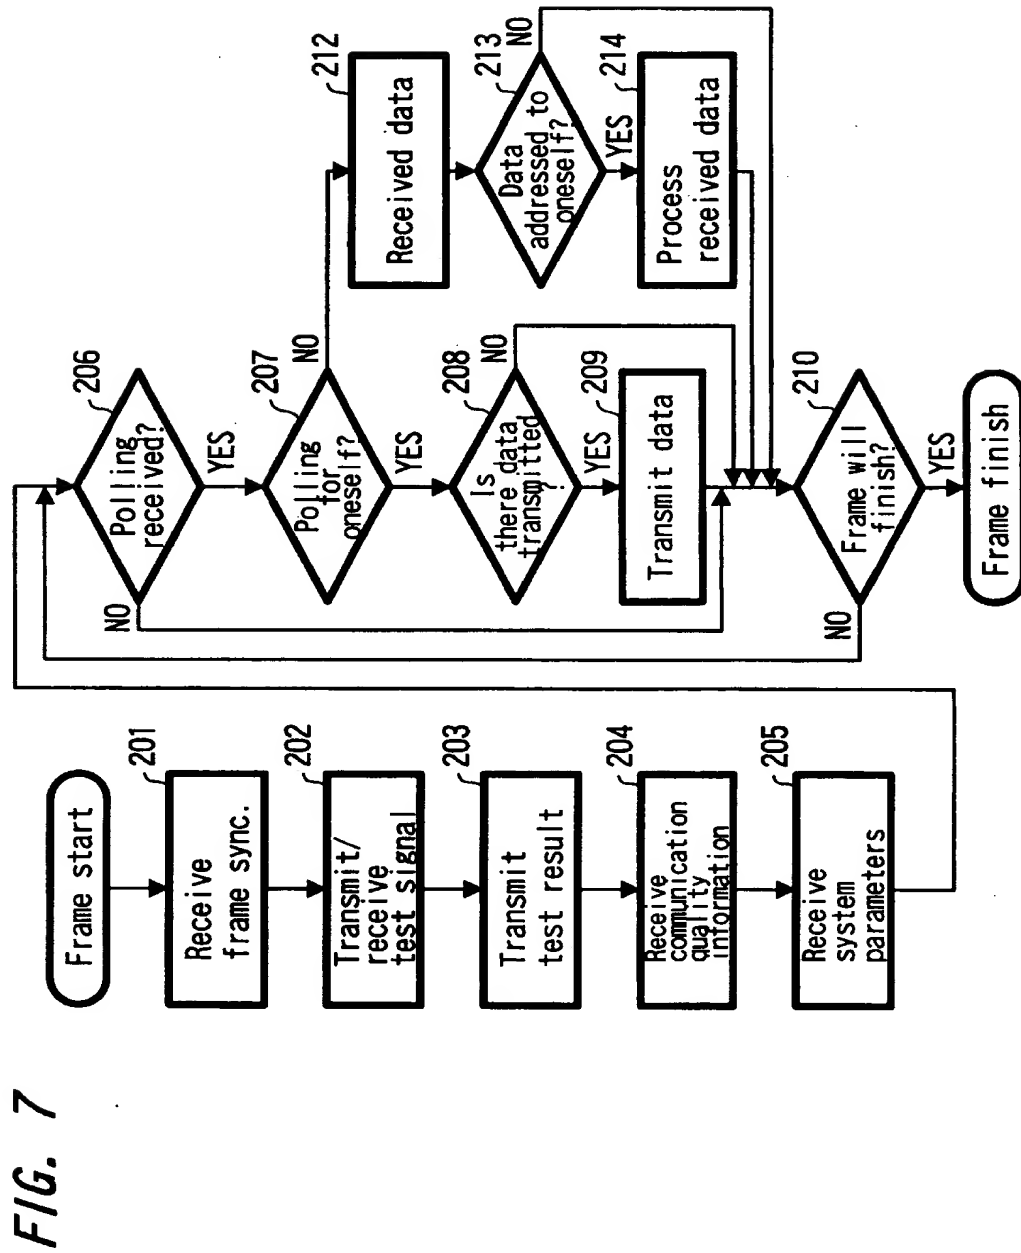 FIG. 7
Frame start
201
Receive
frame sync.
202
Transmit/
receive
test signal
203
Transmit
test result
204
Receive
communication
quality
information
205
Receive
system
parameters
206
Polling
received?
NO
YES
207
Polling
for
oneself?
NO
YES
208
Is
there data
transmitted
?
NO
YES
209
Transmit data
210
Frame will
finish?
NO
YES
Frame finish
212
Received data
213
Data
addressed to
oneself?
NO
YES
214
Process
received data